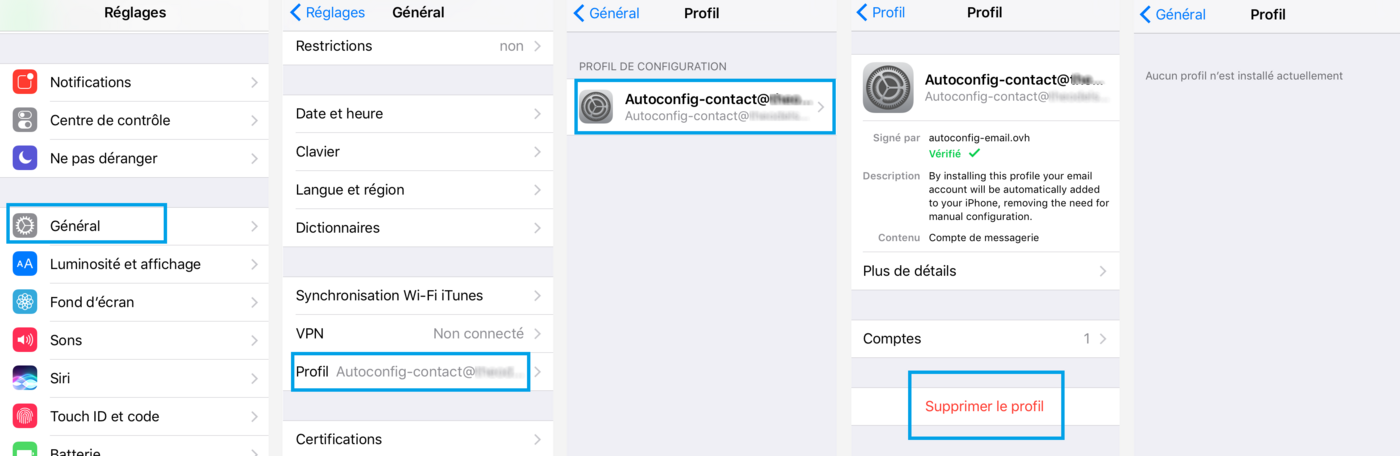 Réglages
Notifications
Centre de contrôle
Ne pas déranger
Général
AA Luminosité et affichage
Fond d’écran
Sons
Siri
Touch ID et code
Batterie
Réglages Général
Restrictions non
Date et heure
Clavier
Langue et région
Dictionnaires
Synchronisation Wi-Fi iTunes
VPN Non connecté
Profil Autoconfig-contact@
Certifications
Général Profil
PROFIL DE CONFIGURATION
Autoconfig-contact@
Autoconfig-contact@
Profil Profil
Autoconfig-contact@
Autoconfig-contact@
Signé par autoconfig-email.ovh
Vérifié
Description By installing this profile your email
account will be automatically added
to your iPhone, removing the need for
manual configuration.
Contenu Compte de messagerie
Plus de détails
Comptes 1
Supprimer le profil
Général Profil
Aucun profil n’est installé actuellement